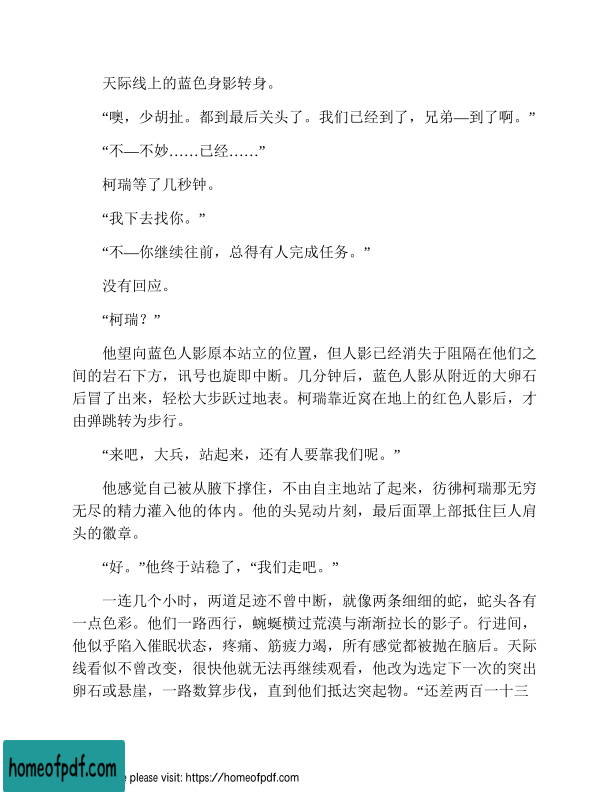 天际线上的蓝色身影转身。
“噢，少胡扯。都到最后关头了。我们已经到了，兄弟—到了啊。”
“不—不妙……已经……”
柯瑞等了几秒钟。
“我下去找你。”
“不—你继续往前，总得有人完成任务。”
没有回应。
“柯瑞？”
他望向蓝色人影原本站立的位置，但人影已经消失于阻隔在他们之
间的岩石下方，讯号也旋即中断。几分钟后，蓝色人影从附近的大卵石
后冒了出来，轻松大步跃过地表。柯瑞靠近窝在地上的红色人影后，才
由弹跳转为步行。
“来吧，大兵，站起来，还有人要靠我们呢。”
他感觉自己被从腋下撑住，不由自主地站了起来，彷彿柯瑞那无穷
无尽的精力灌入他的体内。他的头晃动片刻，最后面罩上部抵住巨人肩
头的徽章。
“好。”他终于站稳了，“我们走吧。”
一连几个小时，两道足迹不曾中断，就像两条细细的蛇，蛇头各有
一点色彩。他们一路西行，蜿蜒横过荒漠与渐渐拉长的影子。行进间，
他似乎陷入催眠状态，疼痛、筋疲力竭，所有感觉都被抛在脑后。天际
线看似不曾改变，很快他就无法再继续观看，他改为选定下一次的突出
卵石或悬崖，一路数算步伐，直到他们抵达突起物。“还差两百一十三
homeofpdf.com
e please visit: https://homeofpdf.com